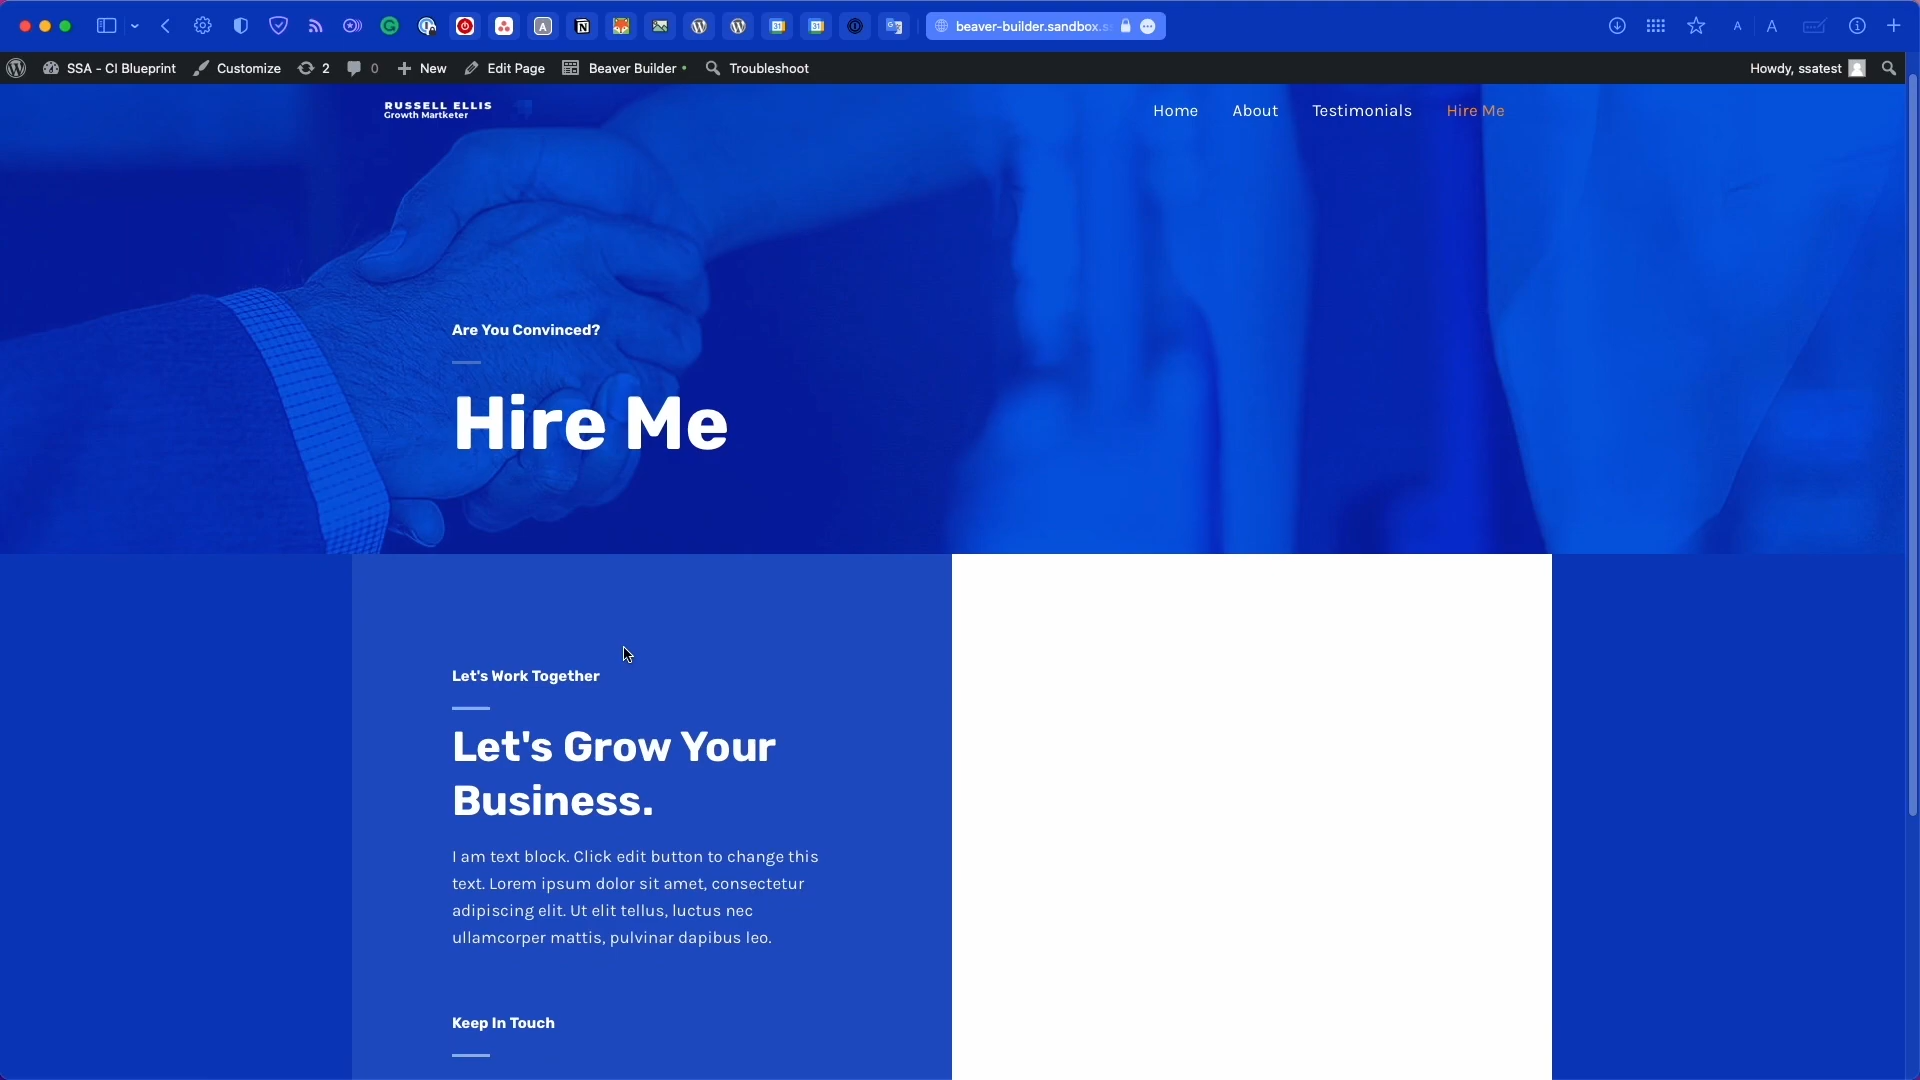 beaver-builder.sandbox.s
A
A
SSA - CI Blueprint
Customize
2
0
New
Edit Page
Beaver Builder
Troubleshoot
Howdy, ssatest
RUSSELL ELLIS
Growth Martketer
Home
About
Testimonials
Hire Me
Are You Convinced?
Hire Me
Let's Work Together
Let's Grow Your
Business.
I am text block. Click edit button to change this
text. Lorem ipsum dolor sit amet, consectetur
adipiscing elit. Ut elit tellus, luctus nec
ullamcorper mattis, pulvinar dapibus leo.
Keep In Touch